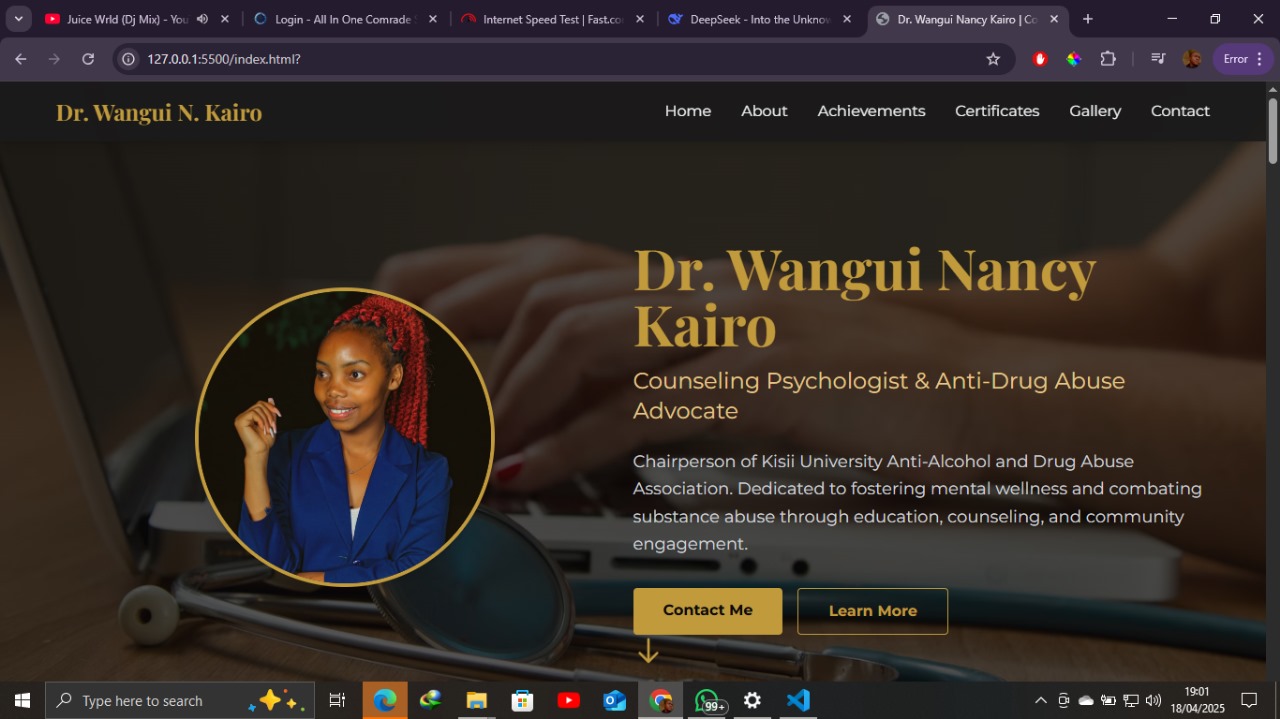 Juice Wrld (Dj Mix) - You
Login - All In One Comrade S
Internet Speed Test | Fast.co
DeepSeek - Into the Unknow
Dr. Wangui Nancy Kairo | Co
127.0.0.1:5500/index.html?
Error
Dr. Wangui N. Kairo
Home
About
Achievements
Certificates
Gallery
Contact
Dr. Wangui Nancy
Kairo
Counseling Psychologist & Anti-Drug Abuse
Advocate
Chairperson of Kisii University Anti-Alcohol and Drug Abuse
Association. Dedicated to fostering mental wellness and combating
substance abuse through education, counseling, and community
engagement.
Contact Me
Learn More
Type here to search
99+
19:01
18/04/2025